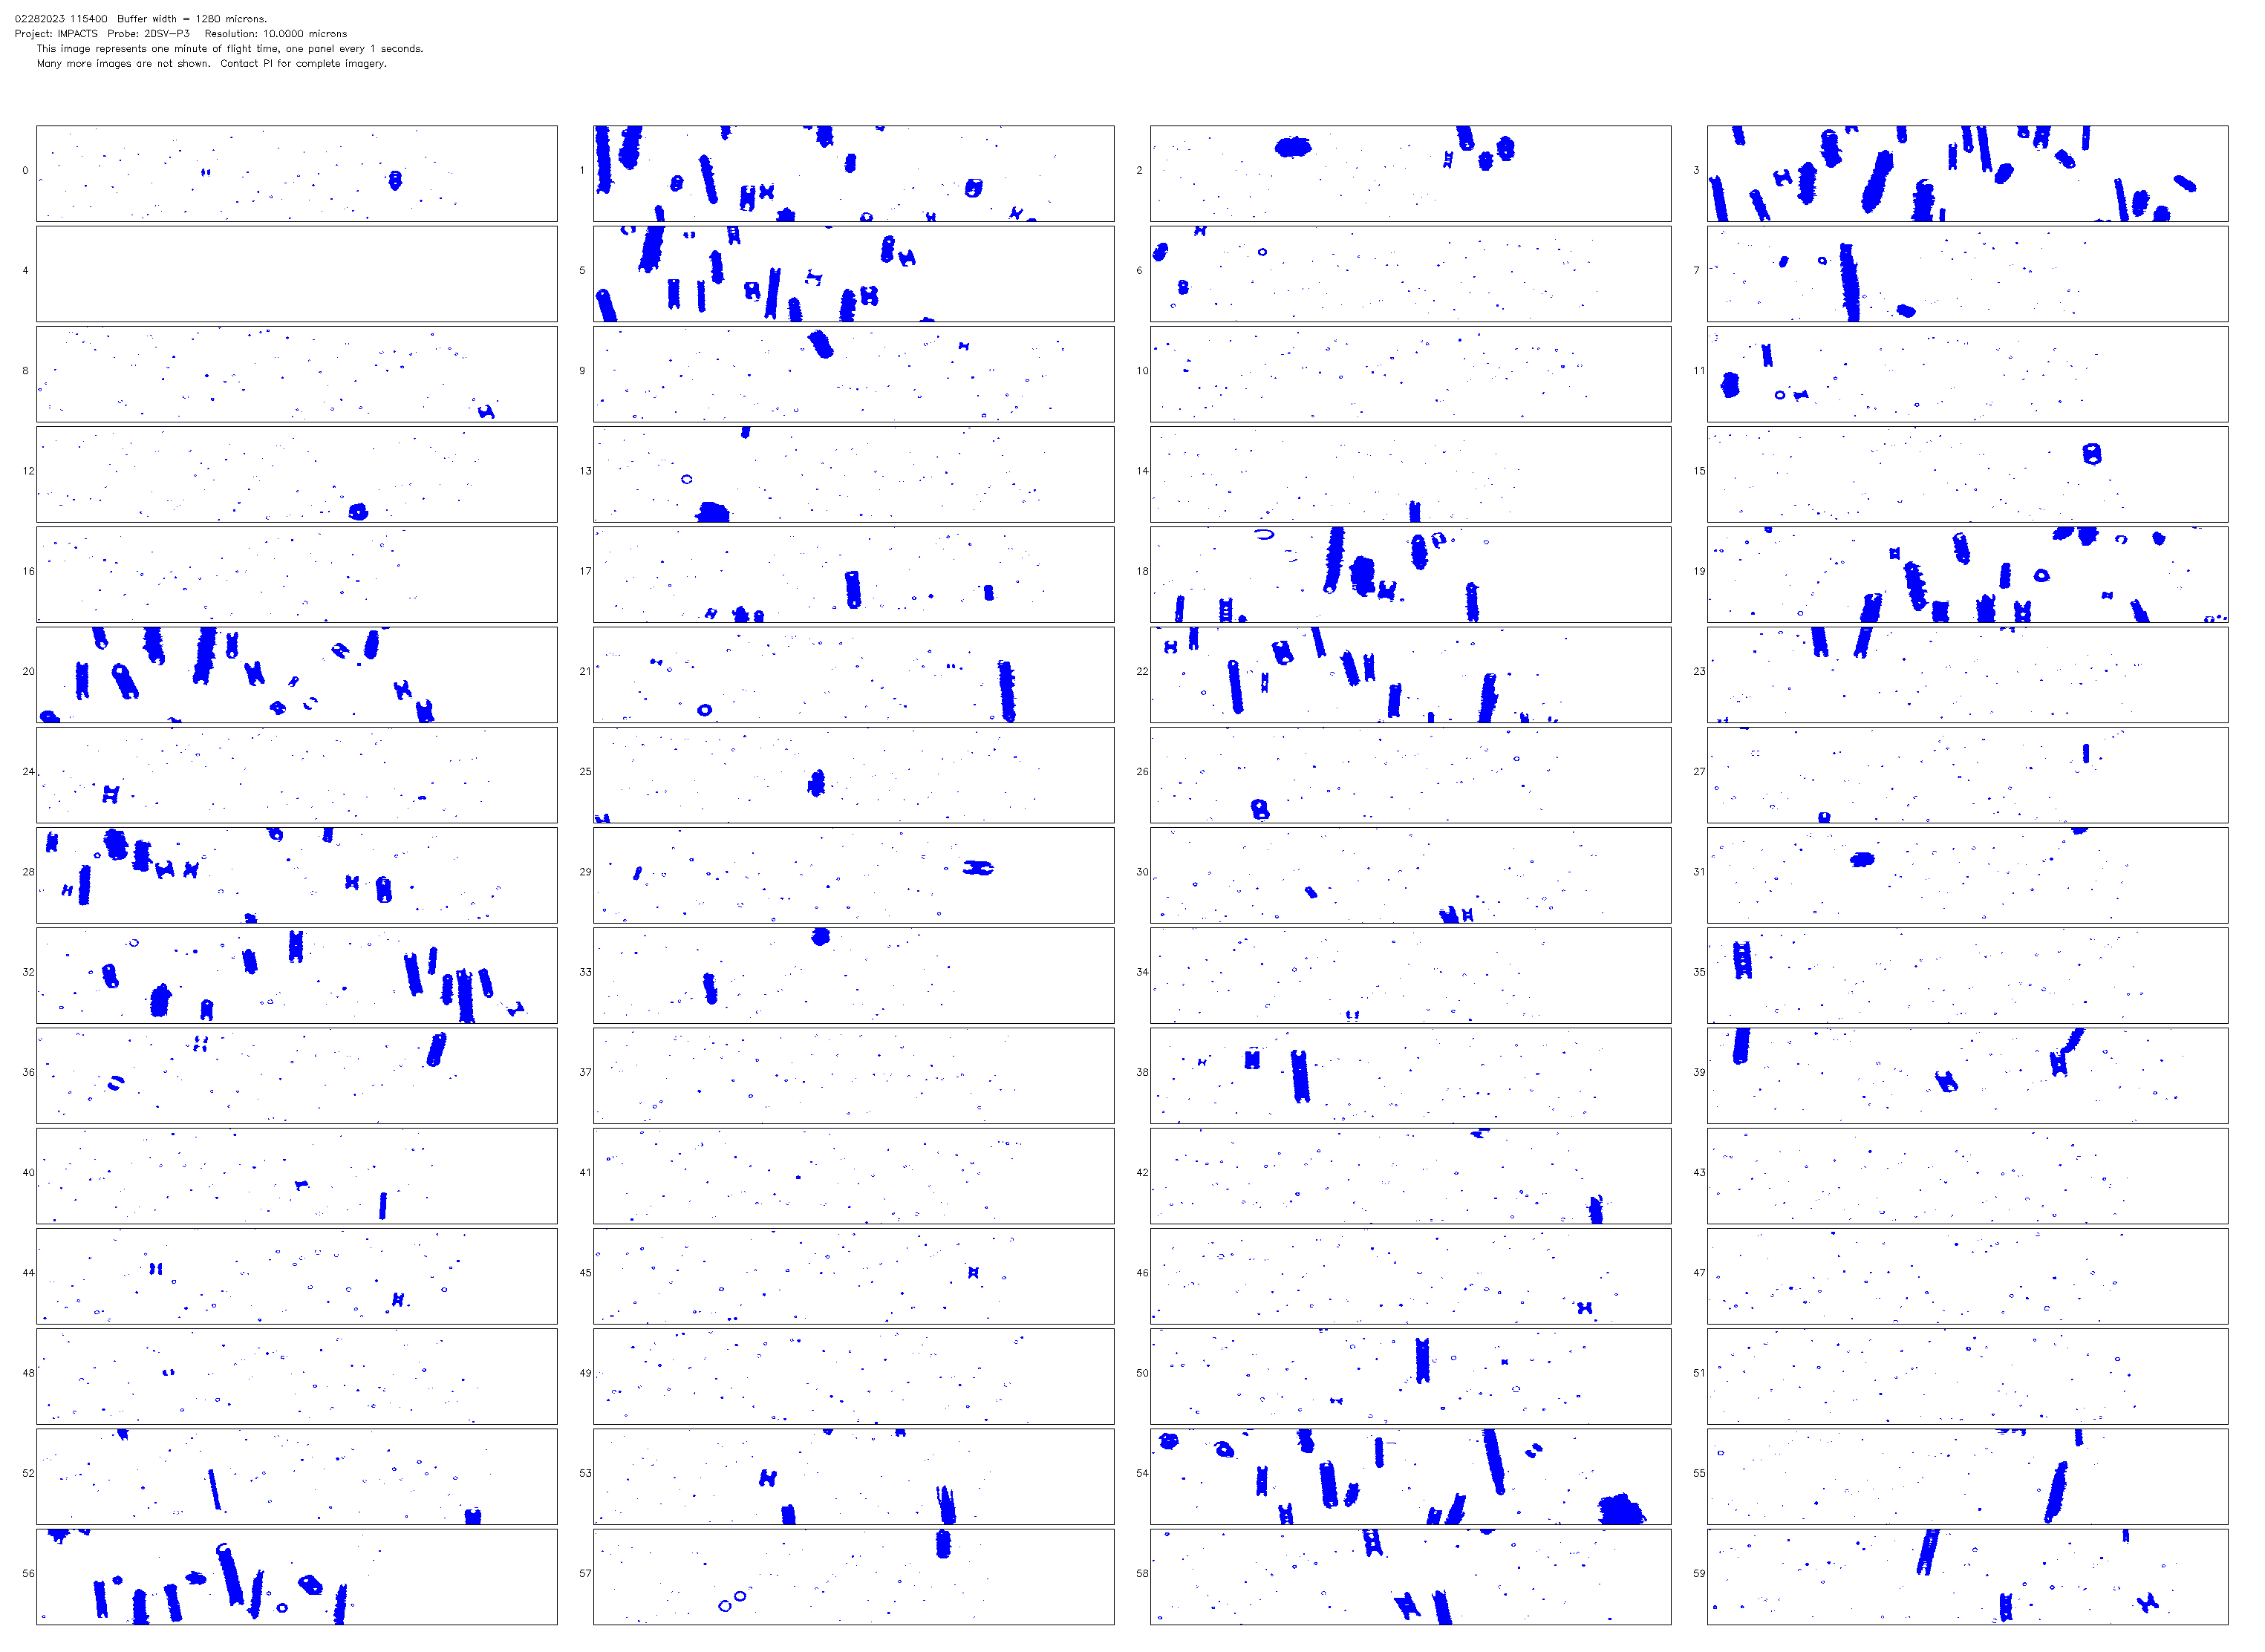 02282023 115400  Buffer width = 1280 microns.
Project: IMPACTS  Probe: 2DSV-P3  Resolution: 10.0000 microns
This image represents one minute of flight time, one panel every 1 seconds.
Many more images are not shown.  Contact PI for complete imagery.
0 1 2 3
4 5 6 7
8 9 10 11
12 13 14 15
16 17 18 19
20 21 22 23
24 25 26 27
28 29 30 31
32 33 34 35
36 37 38 39
40 41 42 43
44 45 46 47
48 49 50 51
52 53 54 55
56 57 58 59